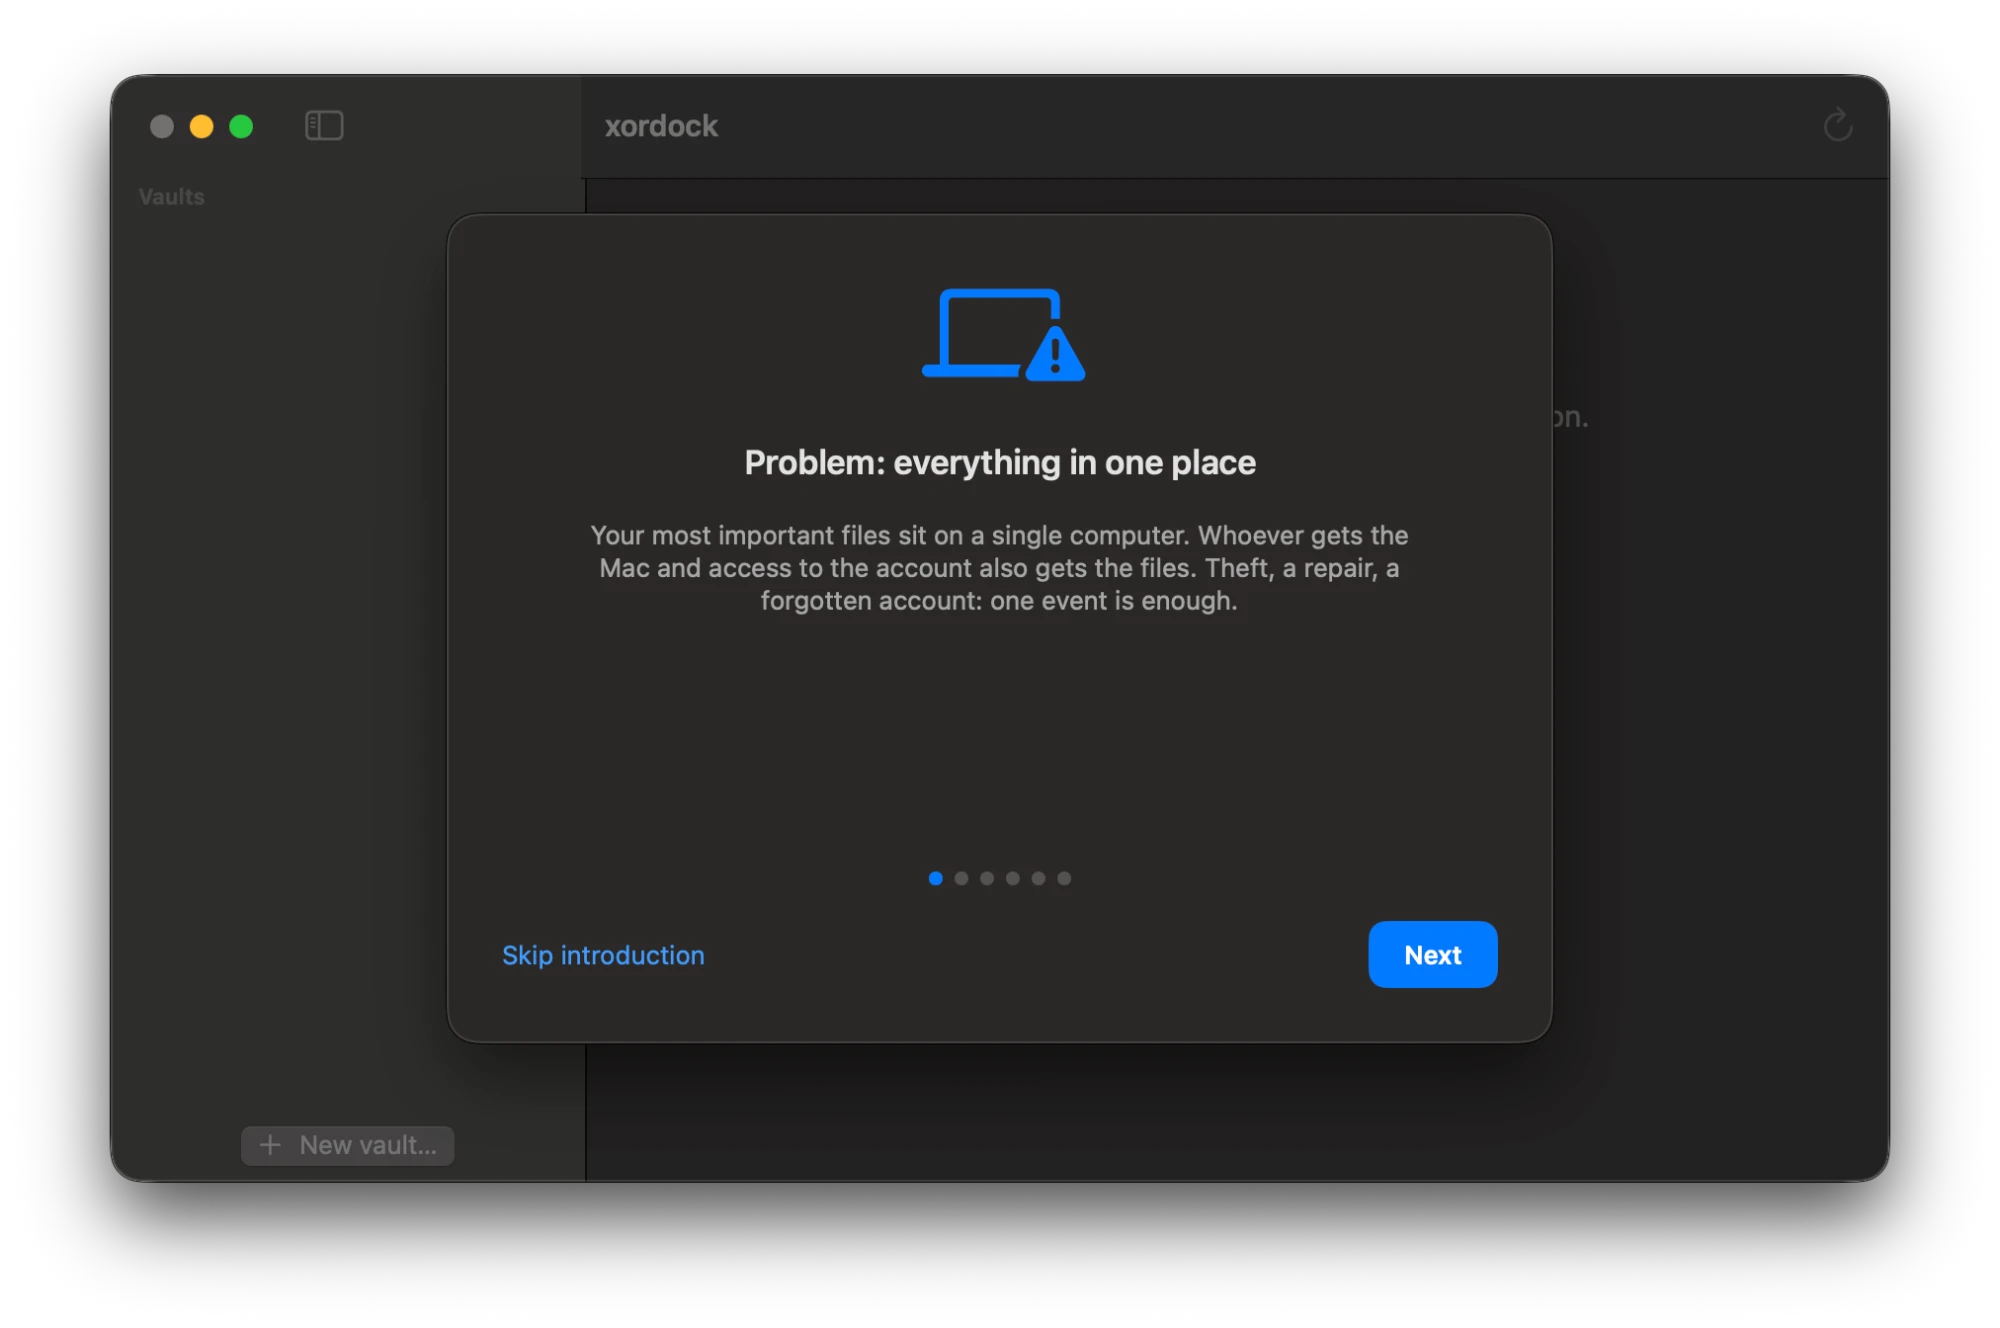 xordock
Vaults
on.
Problem: everything in one place
Your most important files sit on a single computer. Whoever gets the
Mac and access to the account also gets the files. Theft, a repair, a
forgotten account: one event is enough.
Skip introduction
Next
New vault...